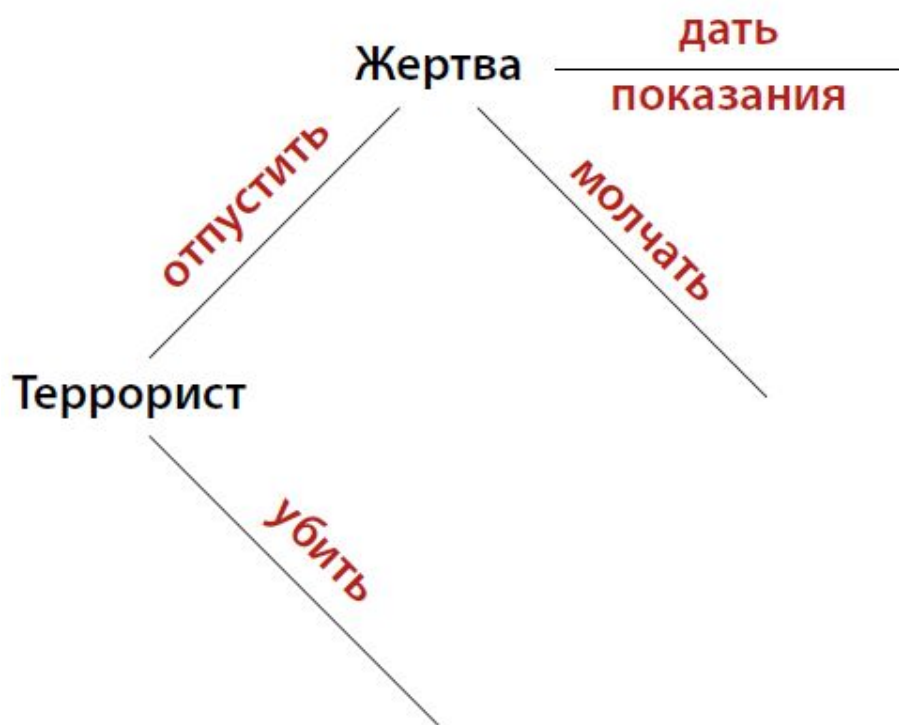 дать
Жертва
показания
отпустить
молчать
Террорист
убить